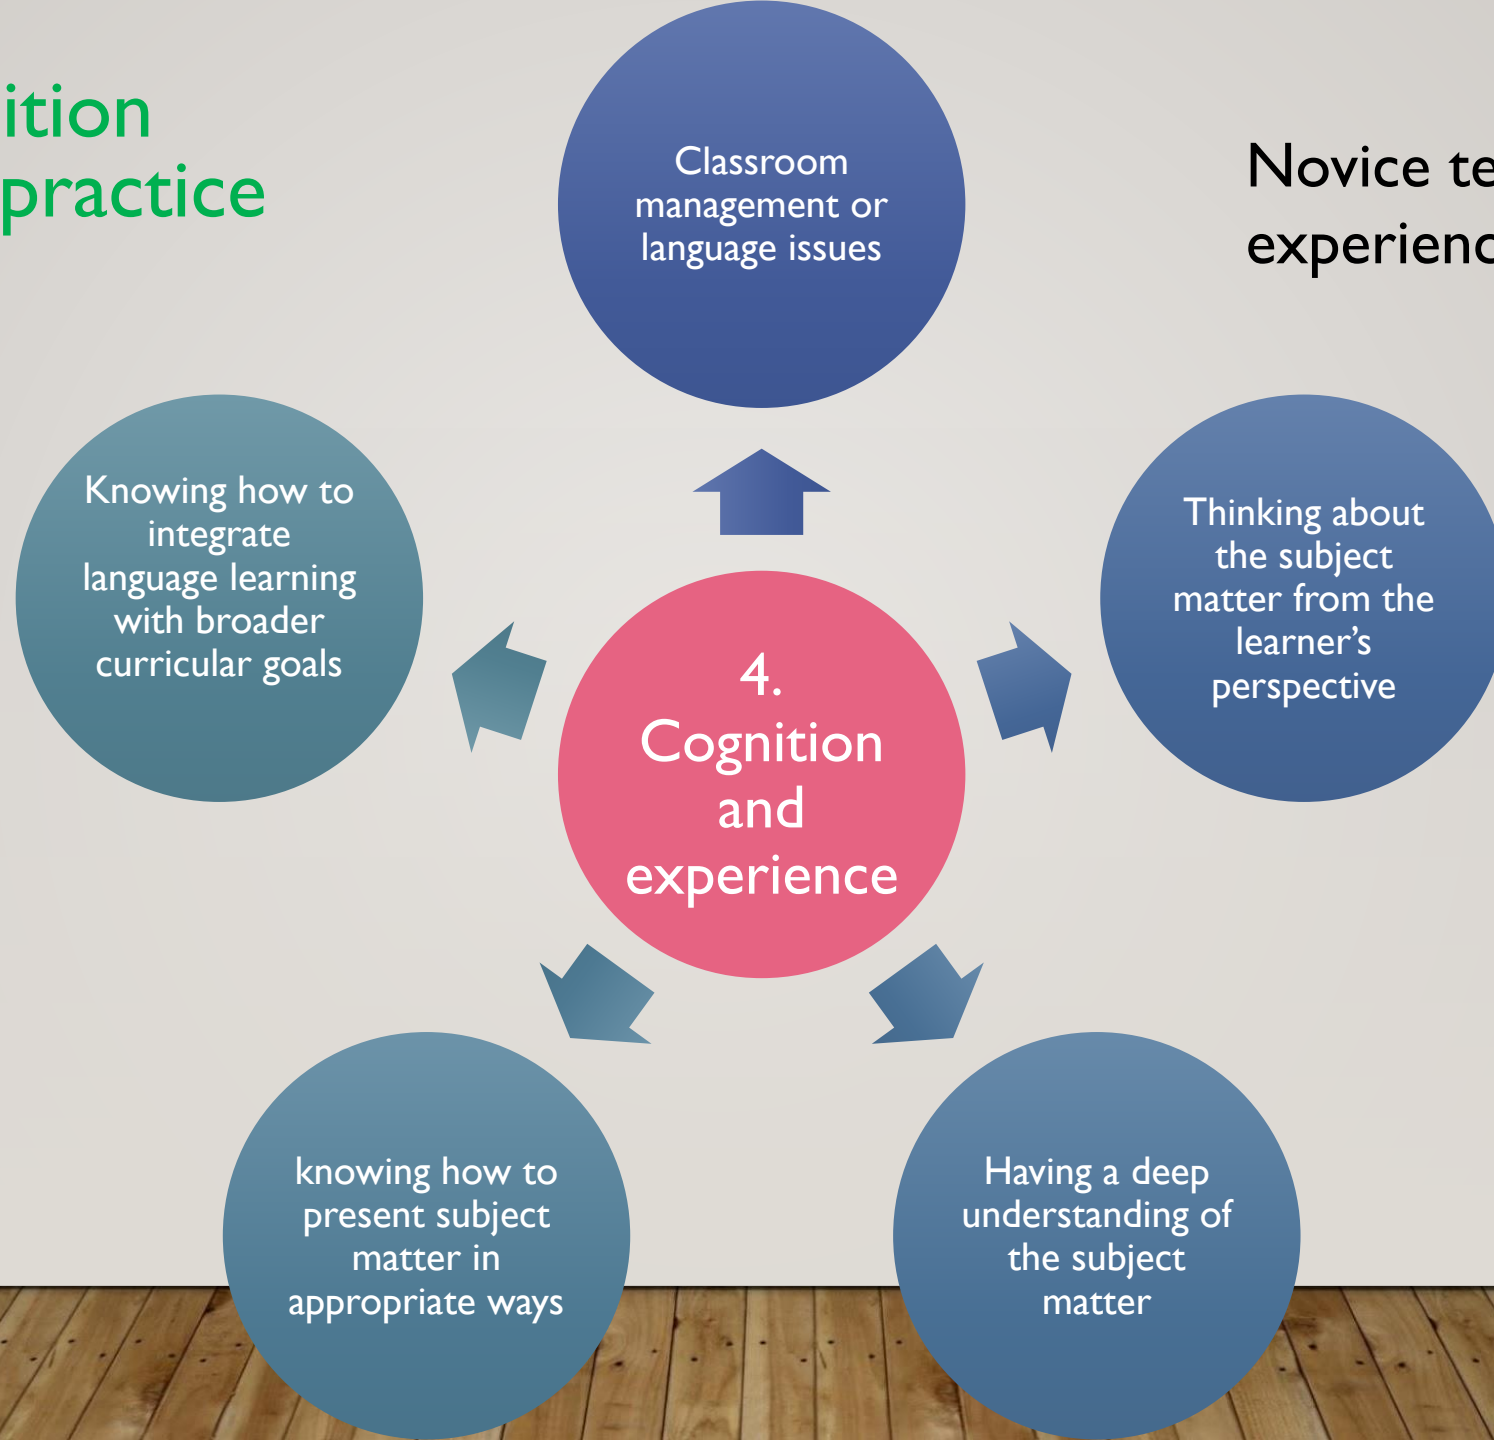 ition
practice
Classroom
management or
language issues
Novice te
experienc
Knowing how to
integrate
language learning
with broader
curricular goals
Thinking about
the subject
matter from the
learner’s
perspective
4.
Cognition
and
experience
knowing how to
present subject
matter in
appropriate ways
Having a deep
understanding of
the subject
matter